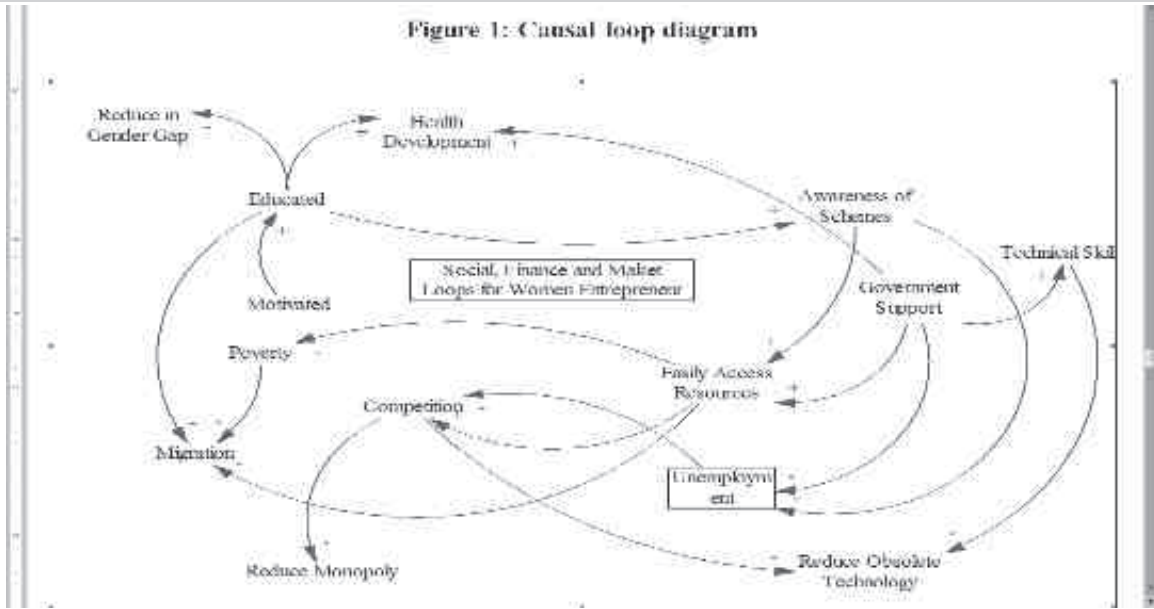 Figure 1: Causal loop diagram
Reduce in
Gender Gap
Health
Development
Educated
Awareness of
Schemes
Technical Skil
Social, Finance and Market
Loops for Women Entrepreneur
Government
Support
Motivated
Poverty
Easily Access
Resources
Competition
Migration
Unemploym
ent
Reduce Monopoly
Reduce Obsolete
Technology